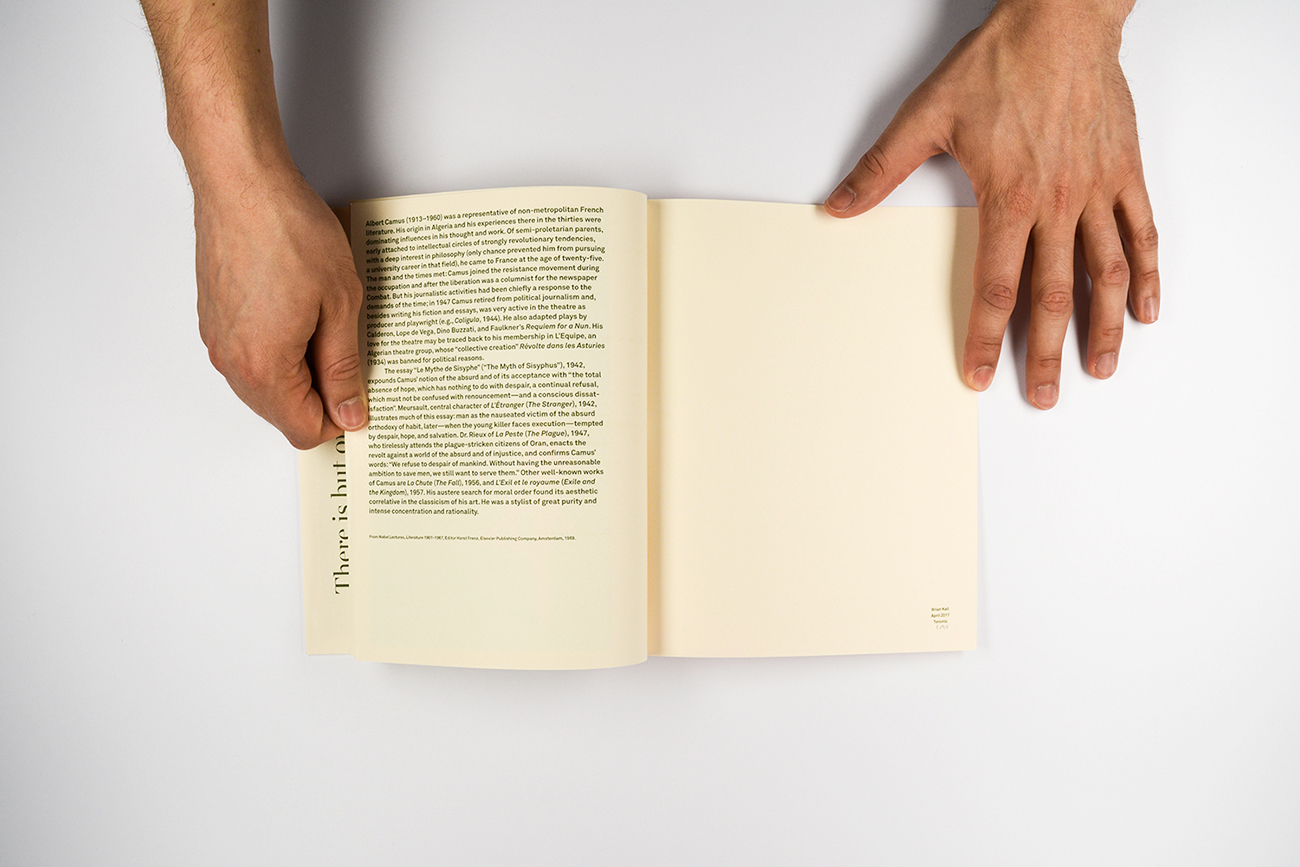 Albert Camus (1913–1960) was a representative of non-metropolitan French
literature. His origin in Algeria and his experiences there in the thirties were
dominating influences in his thought and work. Of semi-proletarian parents,
early attached to intellectual circles of strongly revolutionary tendencies,
with a deep interest in philosophy (only chance prevented him from pursuing
a university career in that field), he came to France at the age of twenty-five.
The man and the times met: Camus joined the resistance movement during
the occupation and after the liberation was a columnist for the newspaper
Combat. But his journalistic activities had been chiefly a response to the
demands of the time; in 1947 Camus retired from political journalism and,
besides writing his fiction and essays, was very active in the theatre as
producer and playwright (e.g., Caligula, 1944). He also adapted plays by
Calderon, Lope de Vega, Dino Buzzati, and Faulkner's Requiem for a Nun. His
love for the theatre may be traced back to his membership in L'Equipe, an
Algerian theatre group, whose "collective creation" Révolte dans les Asturies
(1934) was banned for political reasons.
The essay "Le Mythe de Sisyphe" ("The Myth of Sisyphus"), 1942,
expounds Camus' notion of the absurd and of its acceptance with "the total
absence of hope, which has nothing to do with despair, a continual refusal,
which must not be confused with renouncement—and a conscious dissat-
isfaction". Meursault, central character of L'Étranger (The Stranger), 1942,
illustrates much of this essay: man as the nauseated victim of the absurd
orthodoxy of habit, later—when the young killer faces execution—tempted
by despair, hope, and salvation. Dr. Rieux of La Peste (The Plague), 1947,
who tirelessly attends the plague-stricken citizens of Oran, enacts the
revolt against a world of the absurd and of injustice, and confirms Camus'
words: "We refuse to despair of mankind. Without having the unreasonable
ambition to save men, we still want to serve them." Other well-known works
of Camus are La Chute (The Fall), 1956, and L'Exil et le royaume (Exile and
the Kingdom), 1957. His austere search for moral order found its aesthetic
correlative in the classicism of his art. He was a stylist of great purity and
intense concentration and rationality.
From Nobel Lectures, Literature 1901-1967, Editor Horst Frenz, Elsevier Publishing Company, Amsterdam, 1969.
There is but
April 2017
Toronto